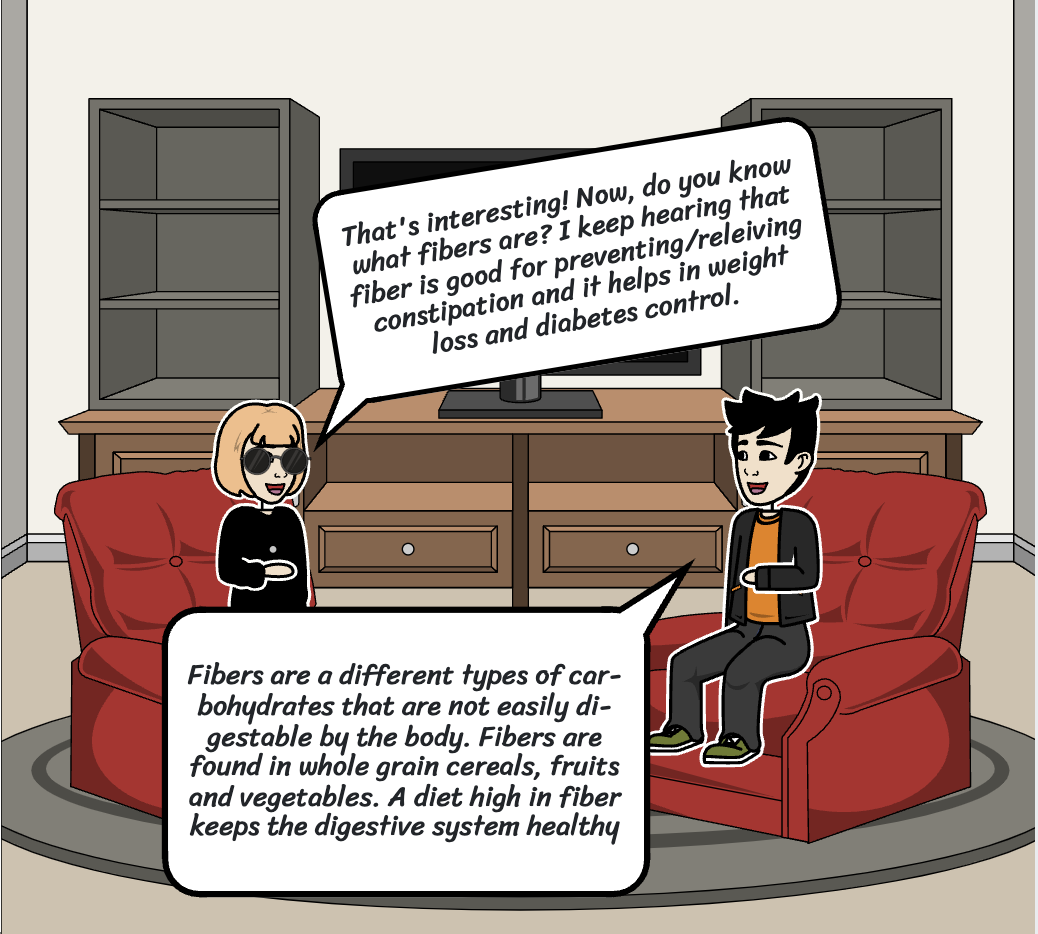 That's interesting! Now, do you know
what fibers are? I keep hearing that
fiber is good for preventing/releiving
constipation and it helps in weight
loss and diabetes control.
Fibers are a different types of car-
bohydrates that are not easily di-
gestable by the body. Fibers are
found in whole grain cereals, fruits
and vegetables. A diet high in fiber
keeps the digestive system healthy